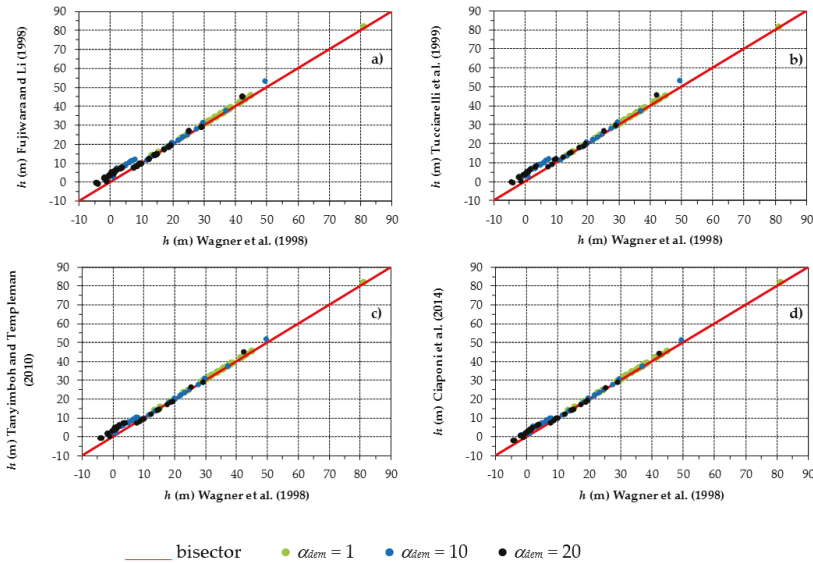 90
80
70
60
50
40
30
20
10
0
-10
h (m) Fujiwara and Li (1998)
a)
-10 0 10 20 30 40 50 60 70 80 90
h (m) Wagner et al. (1998)
90
80
70
60
50
40
30
20
10
0
-10
h (m) Tucciarelli et al. (1999)
b)
-10 0 10 20 30 40 50 60 70 80 90
h (m) Wagner et al. (1998)
90
80
70
60
50
40
30
20
10
0
-10
h (m) Tanyimboh and Templeman
(2010)
c)
-10 0 10 20 30 40 50 60 70 80 90
h (m) Wagner et al. (1998)
90
80
70
60
50
40
30
20
10
0
-10
h (m) Ciaponi et al. (2014)
d)
-10 0 10 20 30 40 50 60 70 80 90
h (m) Wagner et al. (1998)
bisector αdem = 1 αdem = 10 αdem = 20